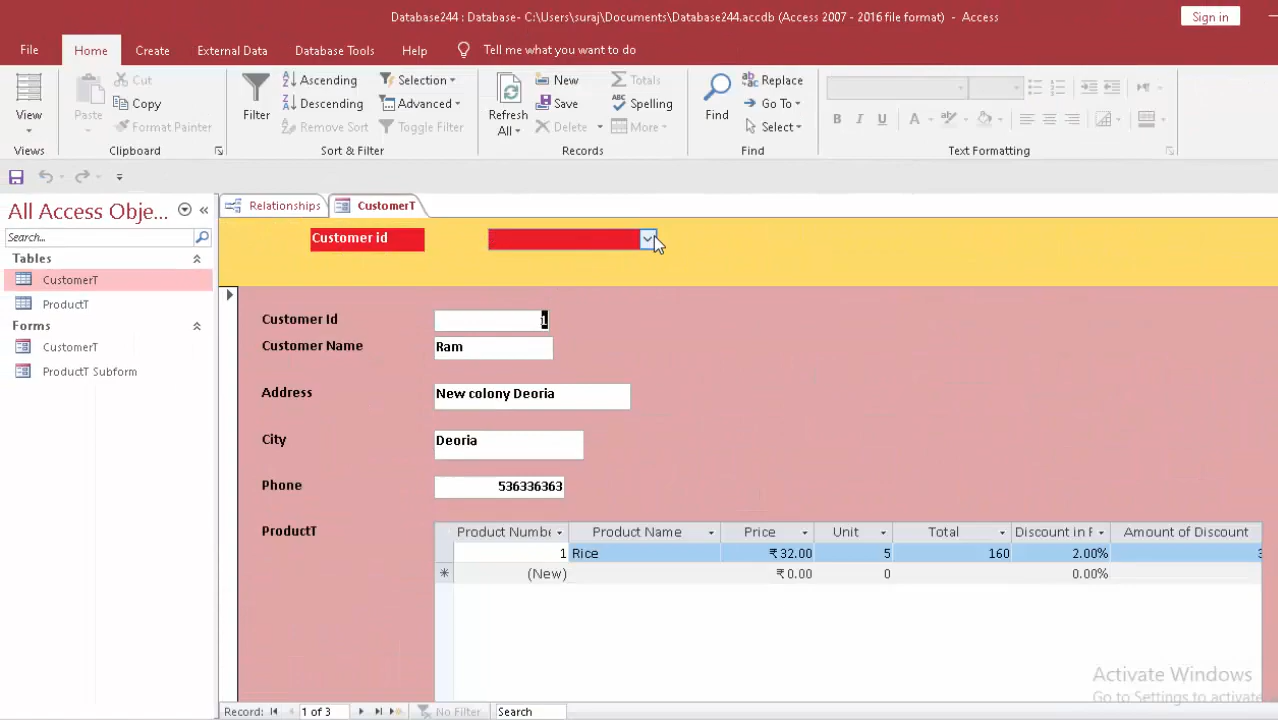 Database244 : Database- C:\Users\suraj\Documents\Database244.accdb (Access 2007 - 2016 file format) - Access
Sign in
File Home Create External Data Database Tools Help Tell me what you want to do
View
Views
Paste
Cut
Copy
Format Painter
Clipboard
Filter
Ascending
Descending
Remove Sort
Selection
Advanced
Toggle Filter
Sort & Filter
Refresh
All
New
Save
Delete
Totals
Spelling
More
Records
Find
Replace
Go To
Select
Find
B I U A
Text Formatting
All Access Obje...
Search...
Tables
CustomerT
ProductT
Forms
CustomerT
ProductT Subform
Relationships CustomerT
Customer id
Customer Id 1
Customer Name Ram
Address New colony Deoria
City Deoria
Phone 536336363
ProductT
Product Numbe Product Name Price Unit Total Discount in Amount of Discount
1 Rice ₹ 32.00 5 160 2.00% 3
(New) ₹ 0.00 0 0.00%
Activate Windows
Go to Settings to activate
Record: 1 of 3 No Filter Search